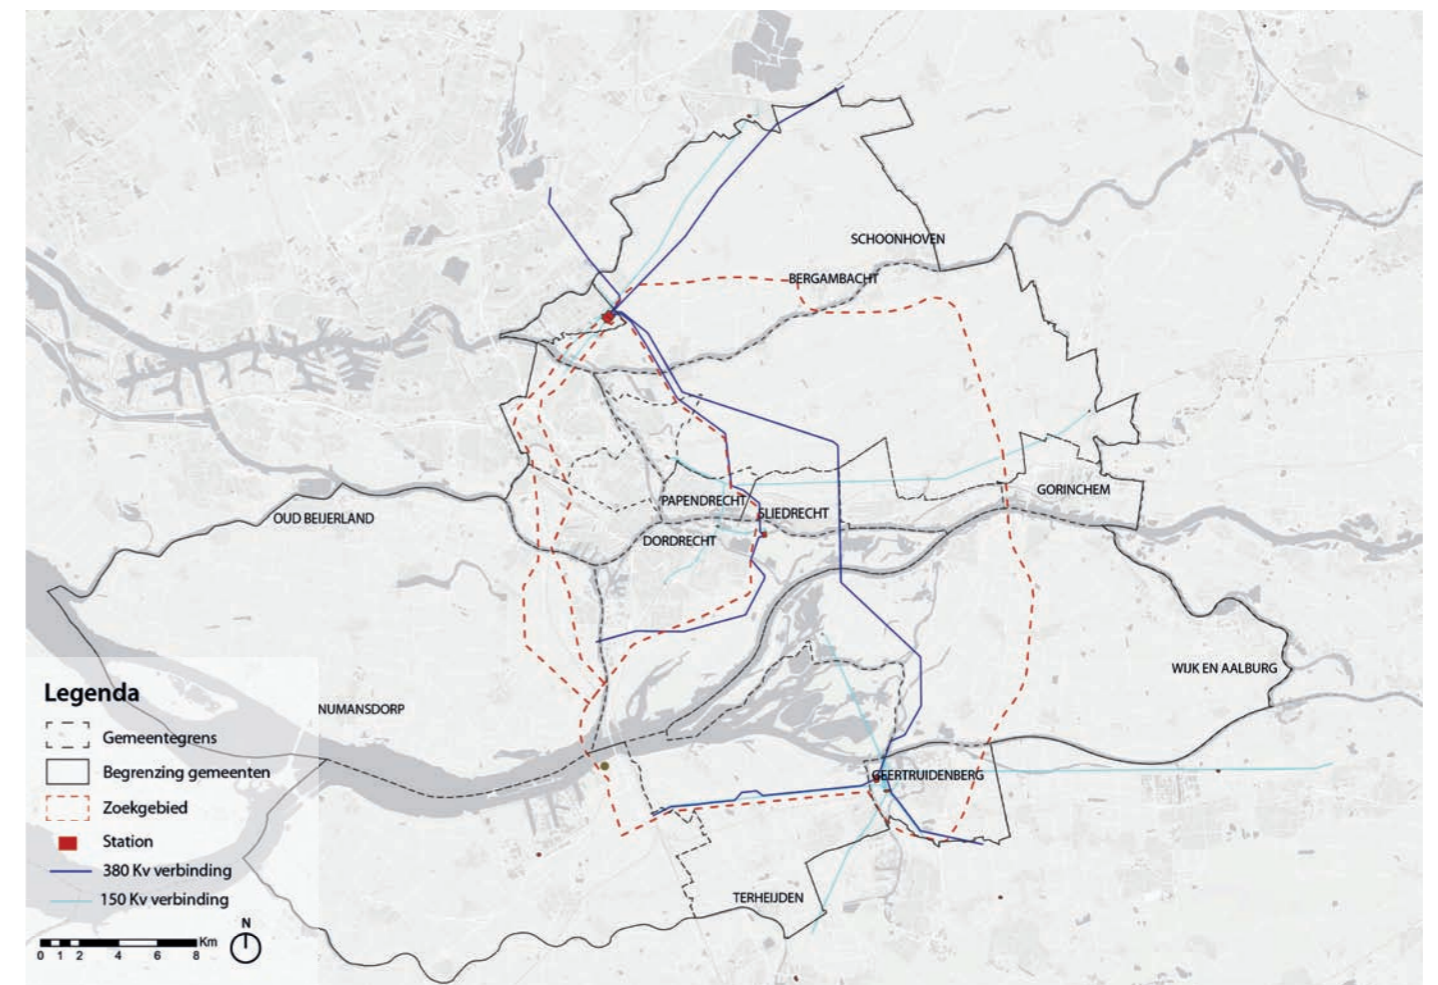 SCHOONHOVEN
BERGAMBACHT
GORINCHEM
PAPENDRECHT
SLIEDRECHT
OUD BEIJERLAND
DORDRECHT
WIJK EN AALBURG
NUMANSDORP
GEERTRUIDENBERG
TERHEIJDEN
Legenda
Gemeentegrens
Begrenzing gemeenten
Zoekgebied
Station
380 Kv verbinding
150 Kv verbinding
N
Km
0 1 2 4 6 8